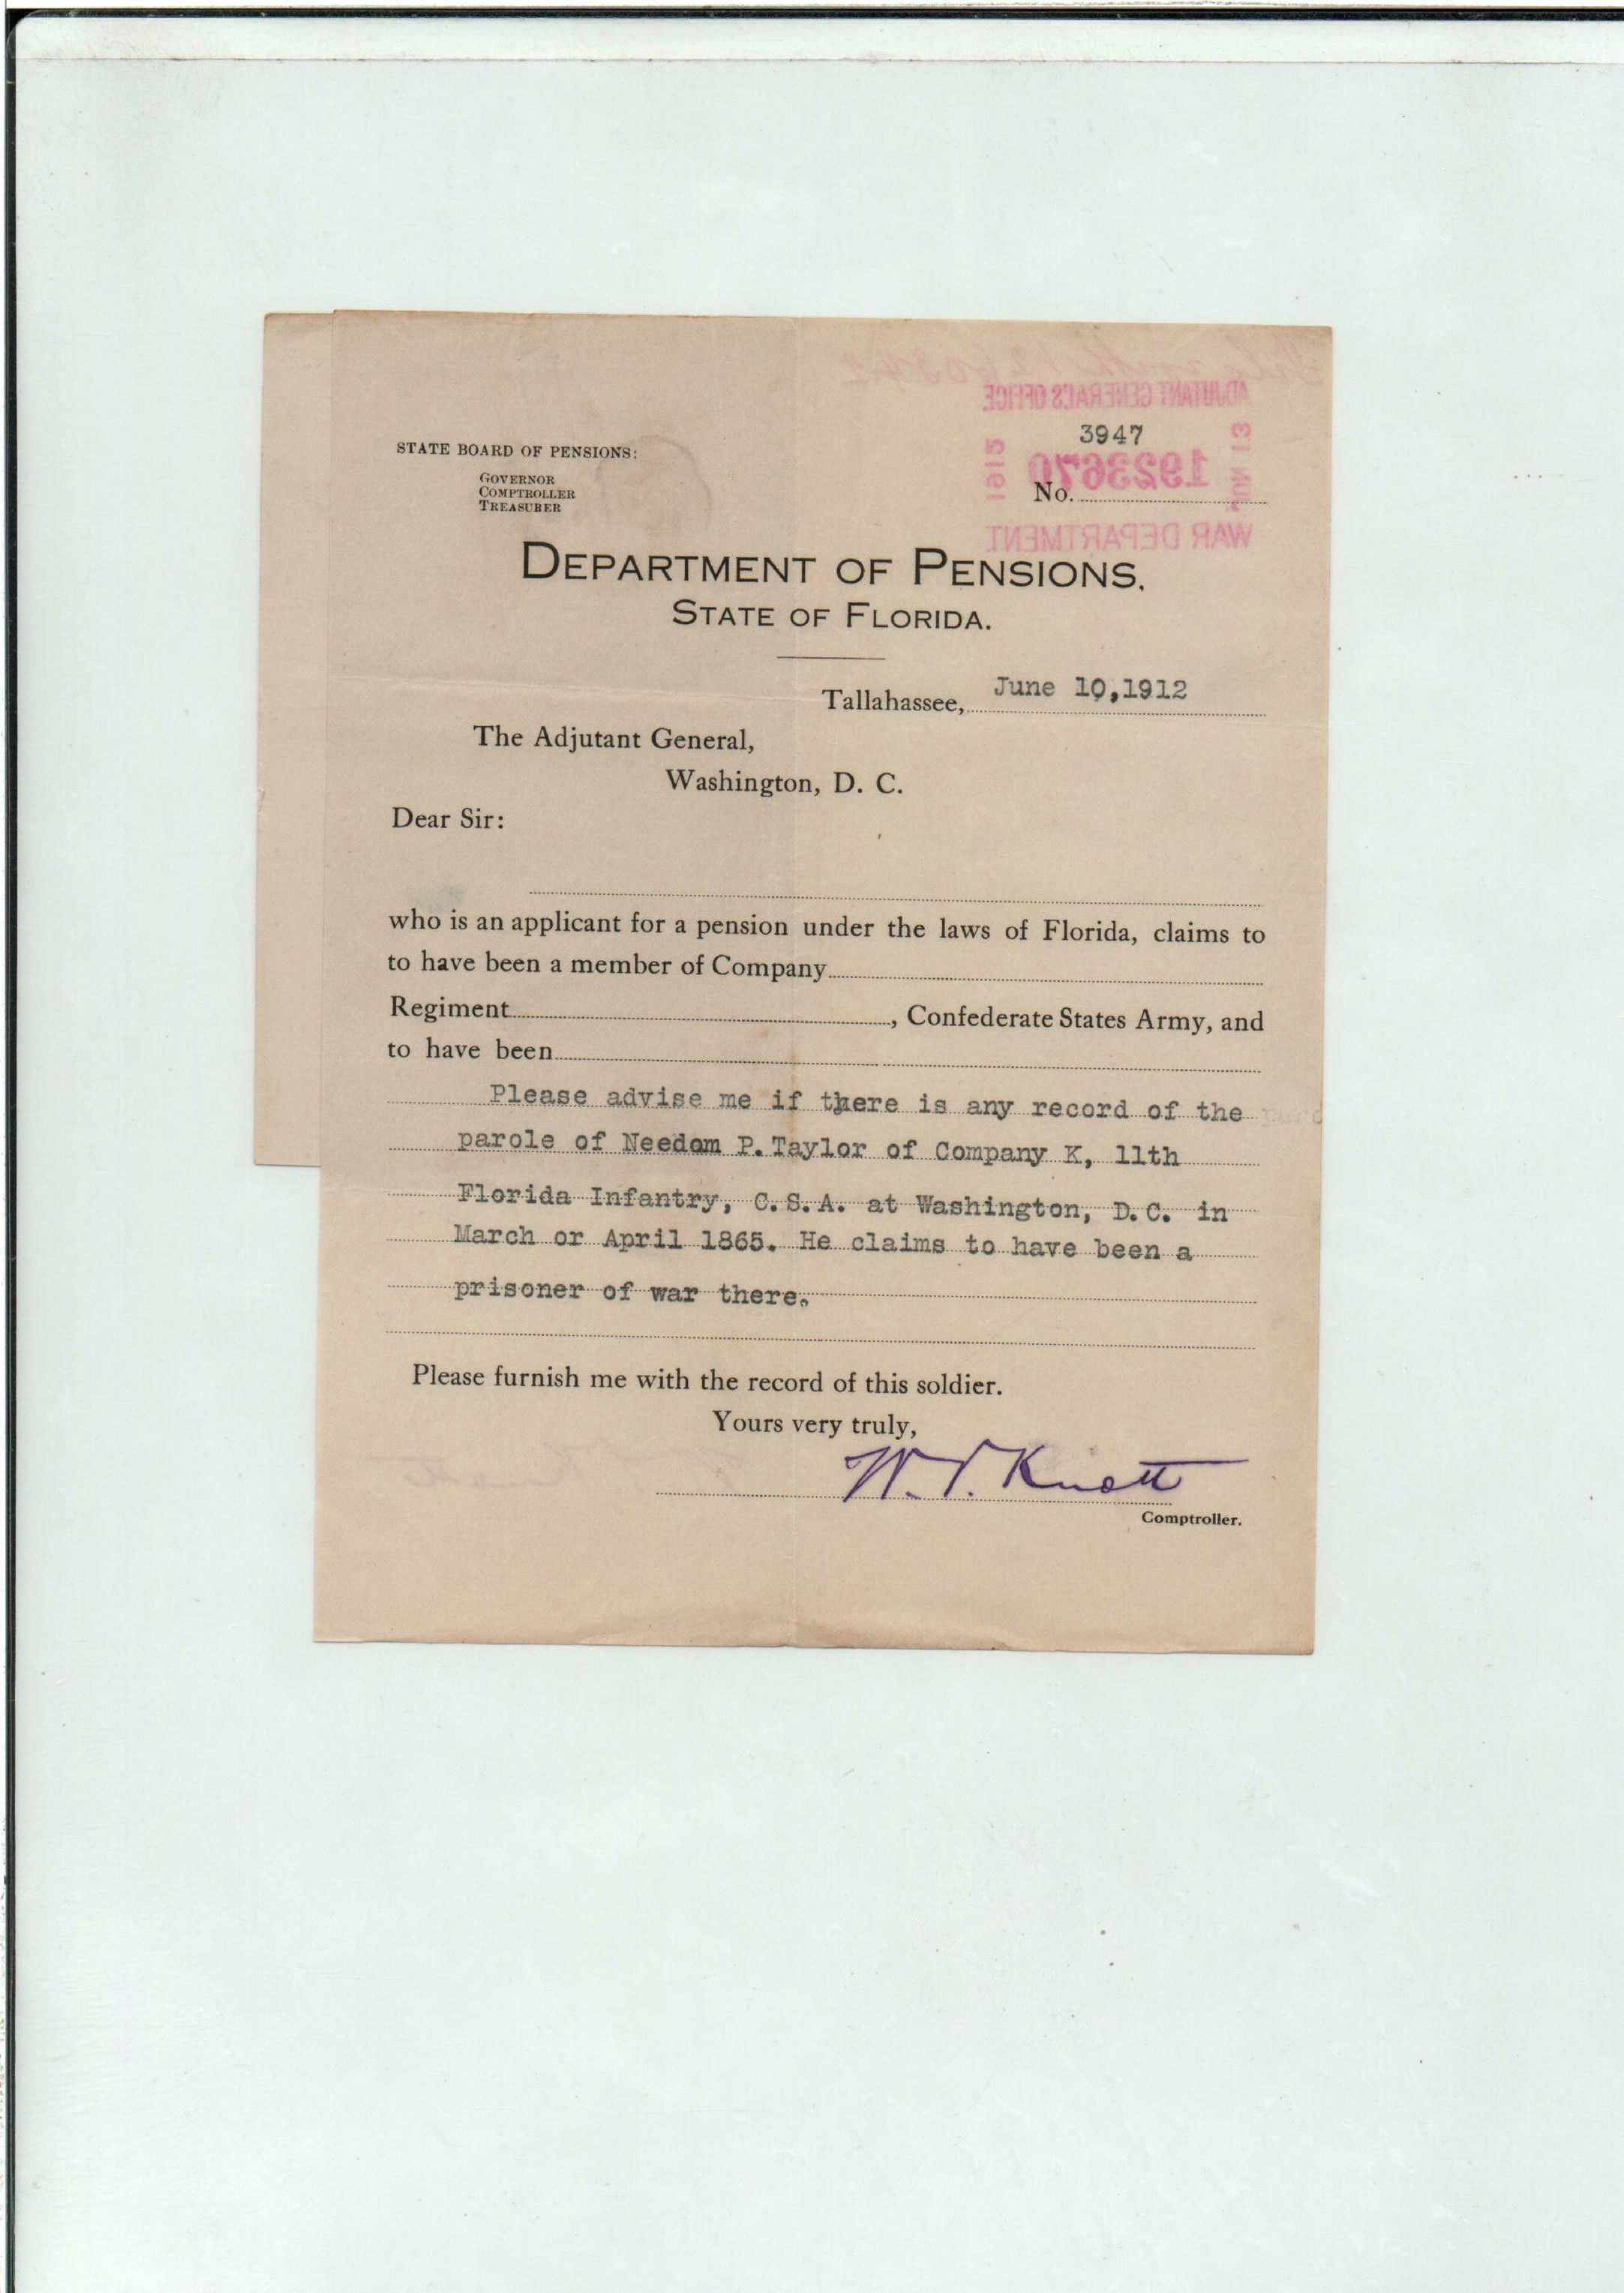 ADJUTANT GENERAL'S OFFICE
3947
STATE BOARD OF PENSIONS:
GOVERNOR
COMPTROLLER
TREASURER
1923670
No.
WAR DEPARTMENT
DEPARTMENT OF PENSIONS.
STATE OF FLORIDA.
Tallahassee, June 10,1912
The Adjutant General,
Washington, D. C.
Dear Sir:
who is an applicant for a pension under the laws of Florida, claims to
to have been a member of Company
Regiment, Confederate States Army, and
to have been
Please advise me if there is any record of the
parole of Needom P. Taylor of Company K, 11th
Florida Infantry, C.S.A. at Washington, D.C. in
March or April 1865. He claims to have been a
prisoner of war there.
Please furnish me with the record of this soldier.
Yours very truly,
W. V. Knott
Comptroller.